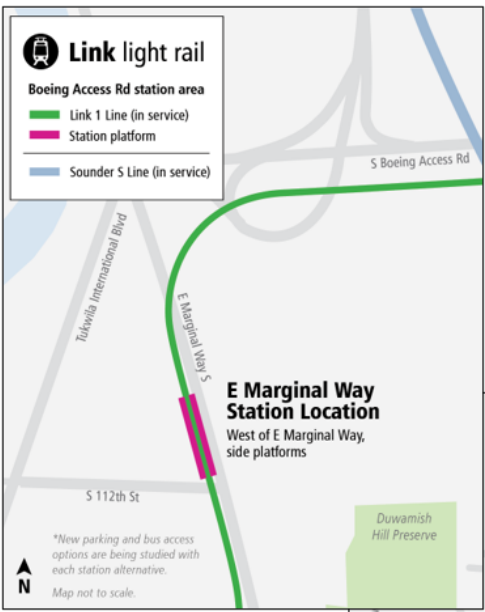 Link light rail
Boeing Access Rd station area
Link 1 Line (in service)
Station platform
Sounder S Line (in service)
S Boeing Access Rd
Tukwila International Blvd
E Marginal Way S
E Marginal Way
Station Location
West of E Marginal Way,
side platforms
S 112th St
Duwamish
Hill Preserve
*New parking and bus access
options are being studied with
each station alternative.
Map not to scale.
N